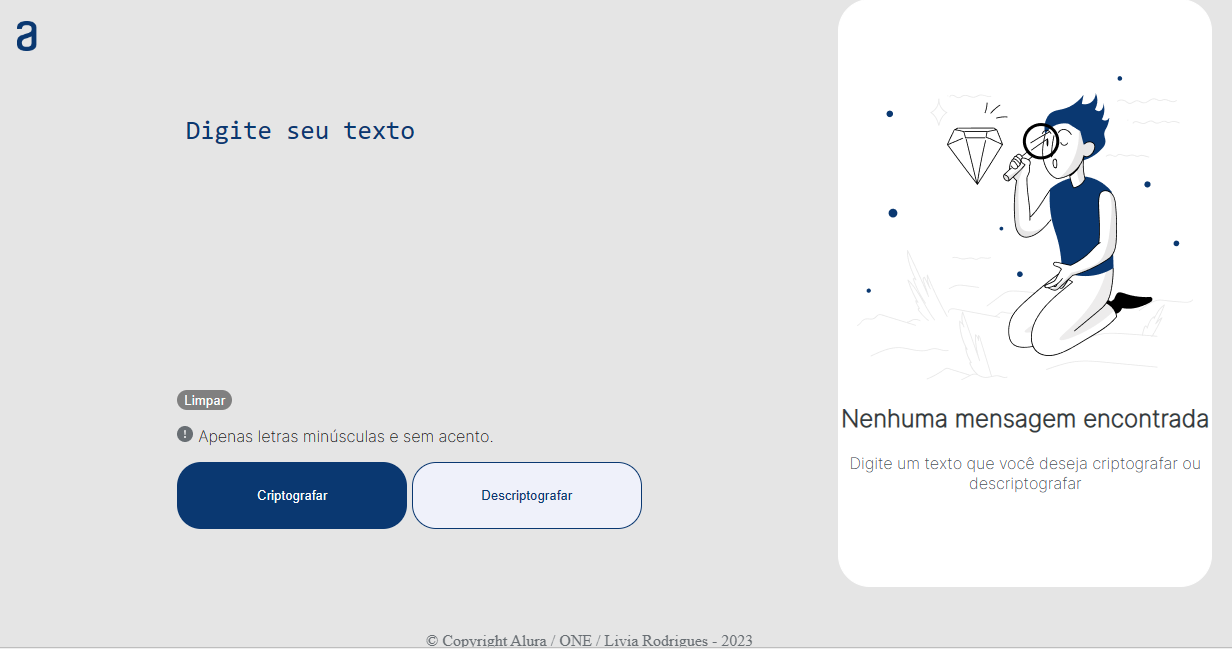 a
Digite seu texto
Limpar
! Apenas letras minúsculas e sem acento.
Criptografar
Descriptografar
Nenhuma mensagem encontrada
Digite um texto que você deseja criptografar ou
descriptografar
© Copyright Alura / ONE / Livia Rodrigues - 2023